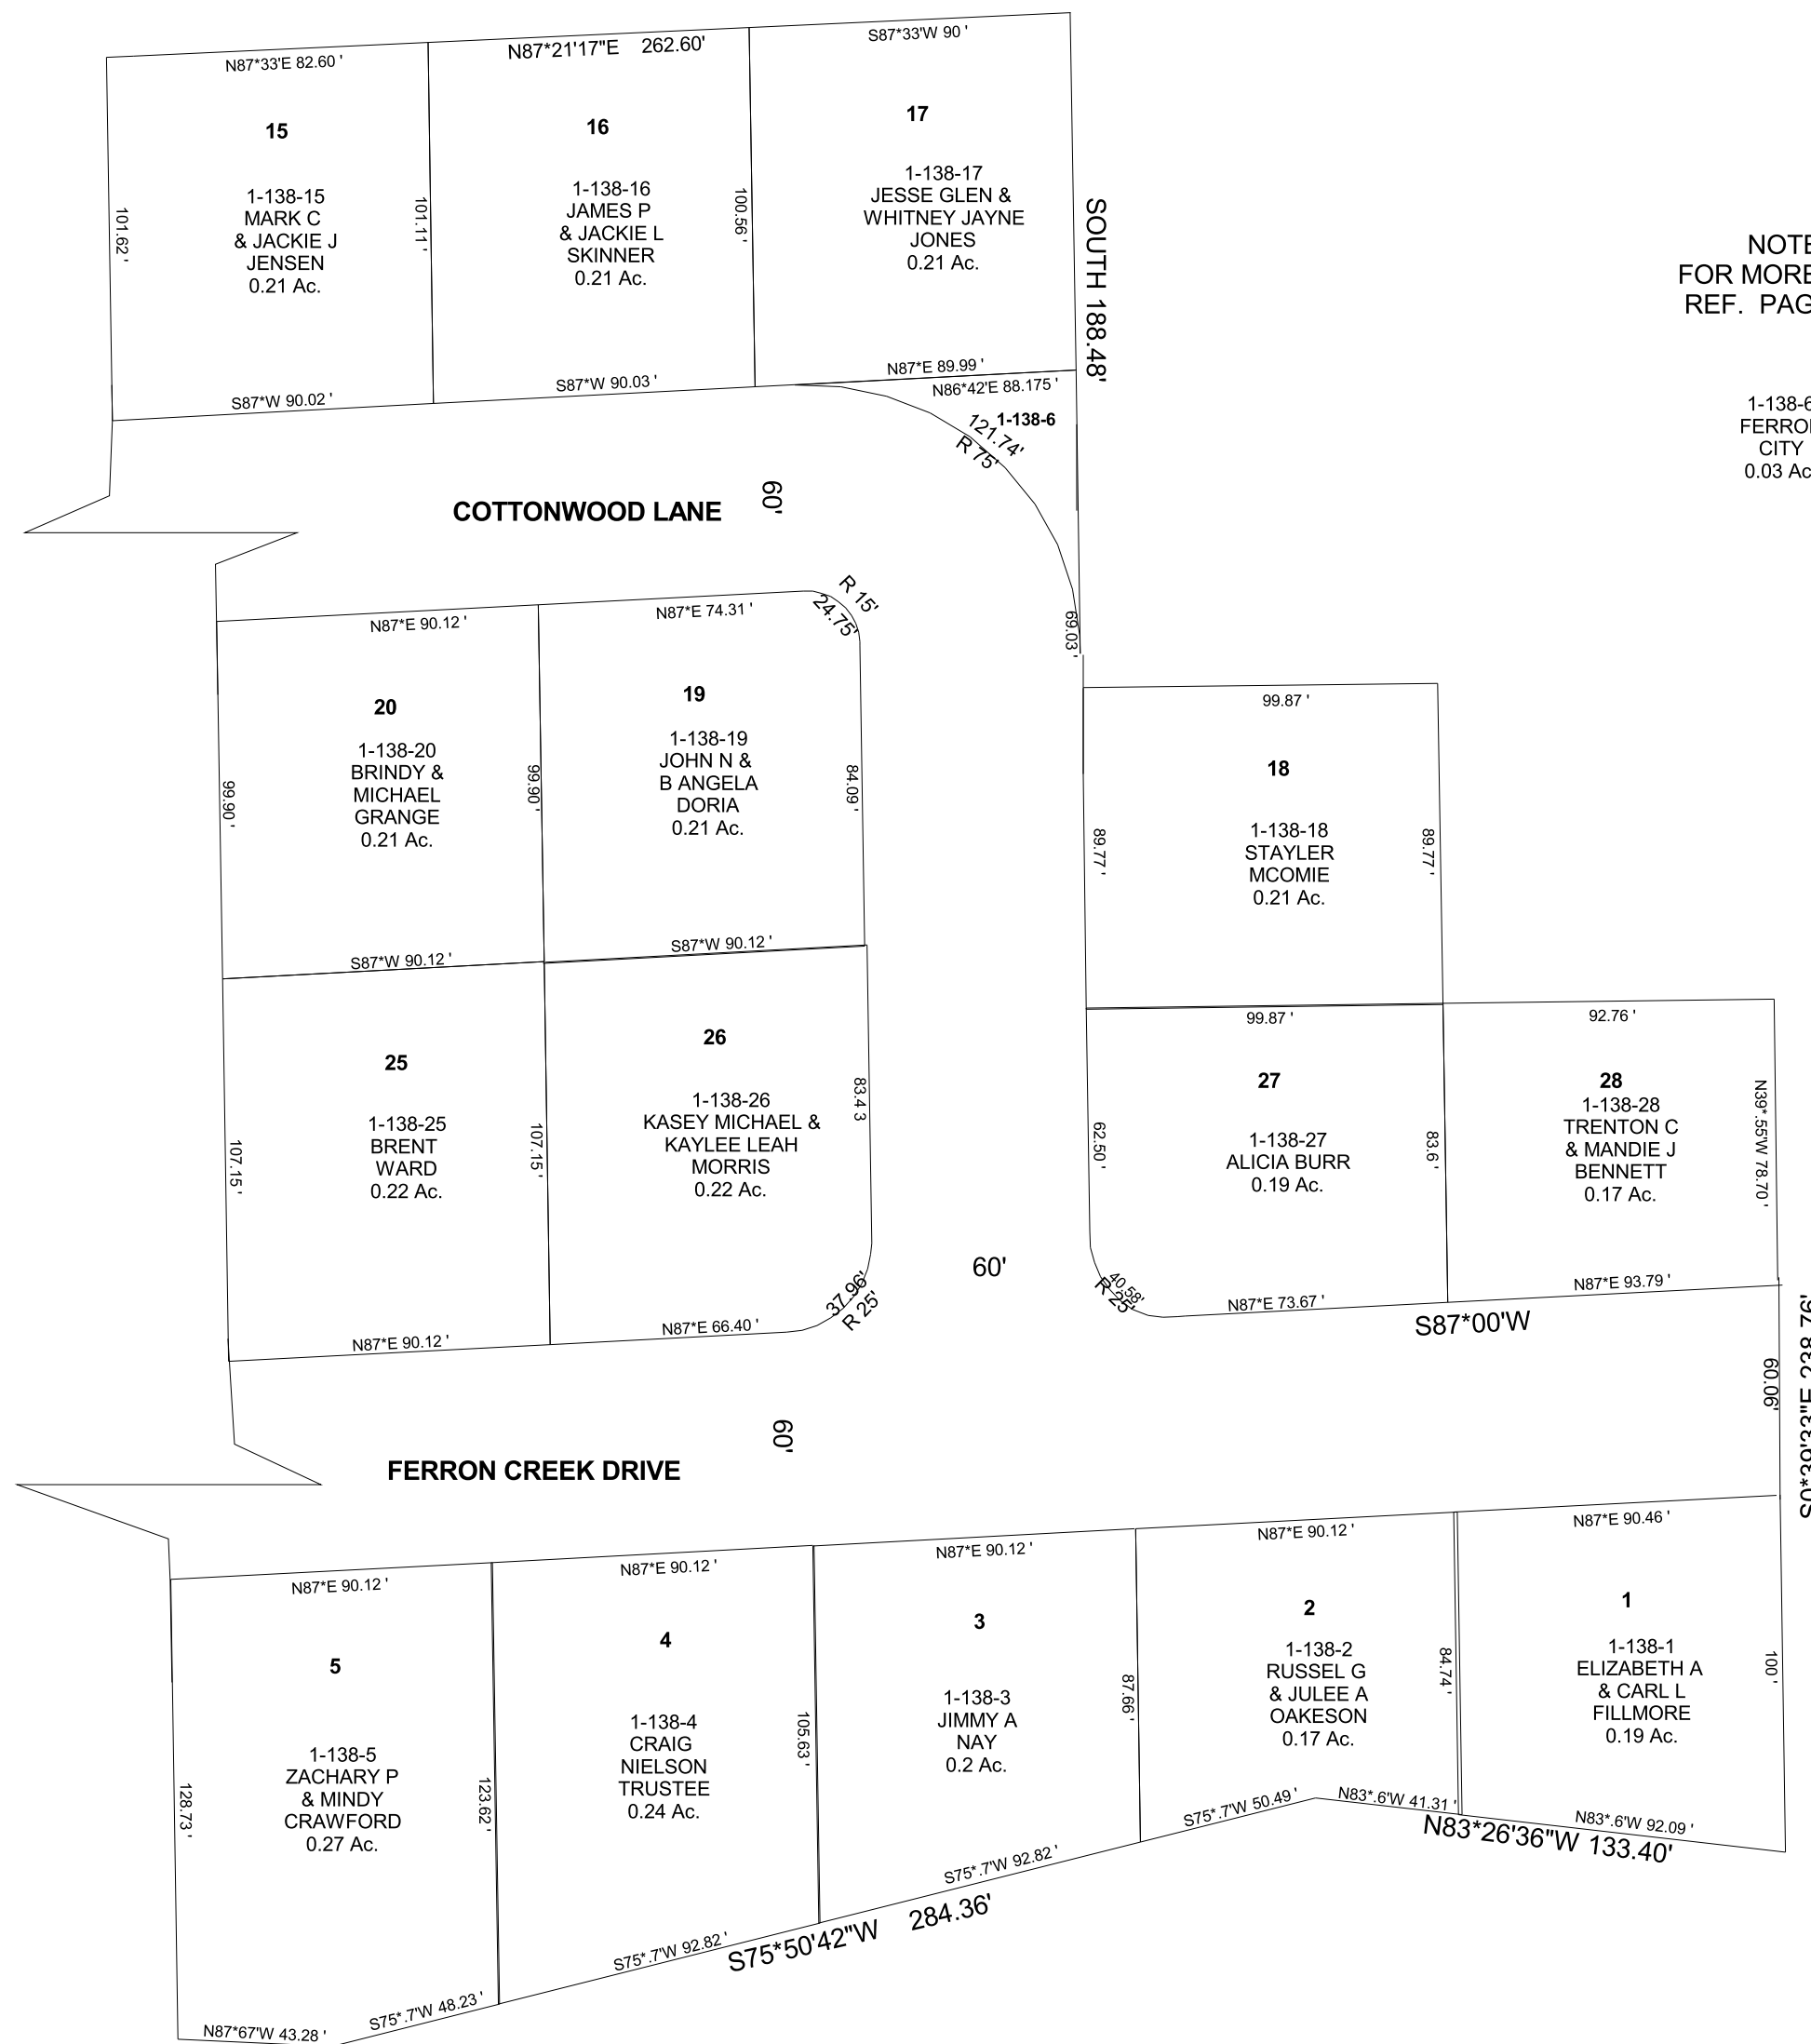 N87*33'E 82.60 '
N87*21'17"E 262.60'
S87*33'W 90 '
15
1-138-15
MARK C
& JACKIE J
JENSEN
0.21 Ac.
101.62 '
101.11 '
16
1-138-16
JAMES P
& JACKIE L
SKINNER
0.21 Ac.
100.56 '
17
1-138-17
JESSE GLEN &
WHITNEY JAYNE
JONES
0.21 Ac.
SOUTH 188.48'
S87*W 90.02 '
S87*W 90.03 '
N87*E 89.99 '
N86*42'E 88.175 '
1-138-6
121.74'
R 75'
69.03 '
NOTE
FOR MORE
REF. PAG
1-138-6
FERRO
CITY
0.03 Ac
COTTONWOOD LANE
60'
N87*E 90.12 '
N87*E 74.31 '
R 15'
24.75'
20
1-138-20
BRINDY &
MICHAEL
GRANGE
0.21 Ac.
99.90 '
99.90 '
19
1-138-19
JOHN N &
B ANGELA
DORIA
0.21 Ac.
84.09 '
S87*W 90.12 '
S87*W 90.12 '
99.87 '
18
1-138-18
STAYLER
MCOMIE
0.21 Ac.
89.77 '
89.77 '
25
1-138-25
BRENT
WARD
0.22 Ac.
107.15 '
107.15 '
26
1-138-26
KASEY MICHAEL &
KAYLEE LEAH
MORRIS
0.22 Ac.
83.4 3
N87*E 90.12 '
N87*E 66.40 '
37.96'
R 25'
60'
99.87 '
27
1-138-27
ALICIA BURR
0.19 Ac.
62.50 '
83.6 '
40.58'
R 25'
N87*E 73.67 '
92.76 '
28
1-138-28
TRENTON C
& MANDIE J
BENNETT
0.17 Ac.
N39*.55'W 78.70 '
N87*E 93.79 '
S87*00'W
60.06'
FERRON CREEK DRIVE
60'
N87*E 90.12 '
N87*E 90.12 '
N87*E 90.12 '
N87*E 90.12 '
N87*E 90.46 '
5
1-138-5
ZACHARY P
& MINDY
CRAWFORD
0.27 Ac.
128.73 '
123.62 '
4
1-138-4
CRAIG
NIELSON
TRUSTEE
0.24 Ac.
105.63 '
3
1-138-3
JIMMY A
NAY
0.2 Ac.
87.66 '
2
1-138-2
RUSSEL G
& JULEE A
OAKESON
0.17 Ac.
84.74 '
1
1-138-1
ELIZABETH A
& CARL L
FILLMORE
0.19 Ac.
100 '
N87*67'W 43.28 '
S75*.7'W 48.23 '
S75*.7'W 92.82 '
S75*.7'W 92.82 '
S75*.7'W 50.49 '
N83*.6'W 41.31 '
N83*.6'W 92.09 '
S75*50'42"W 284.36'
N83*26'36"W 133.40'